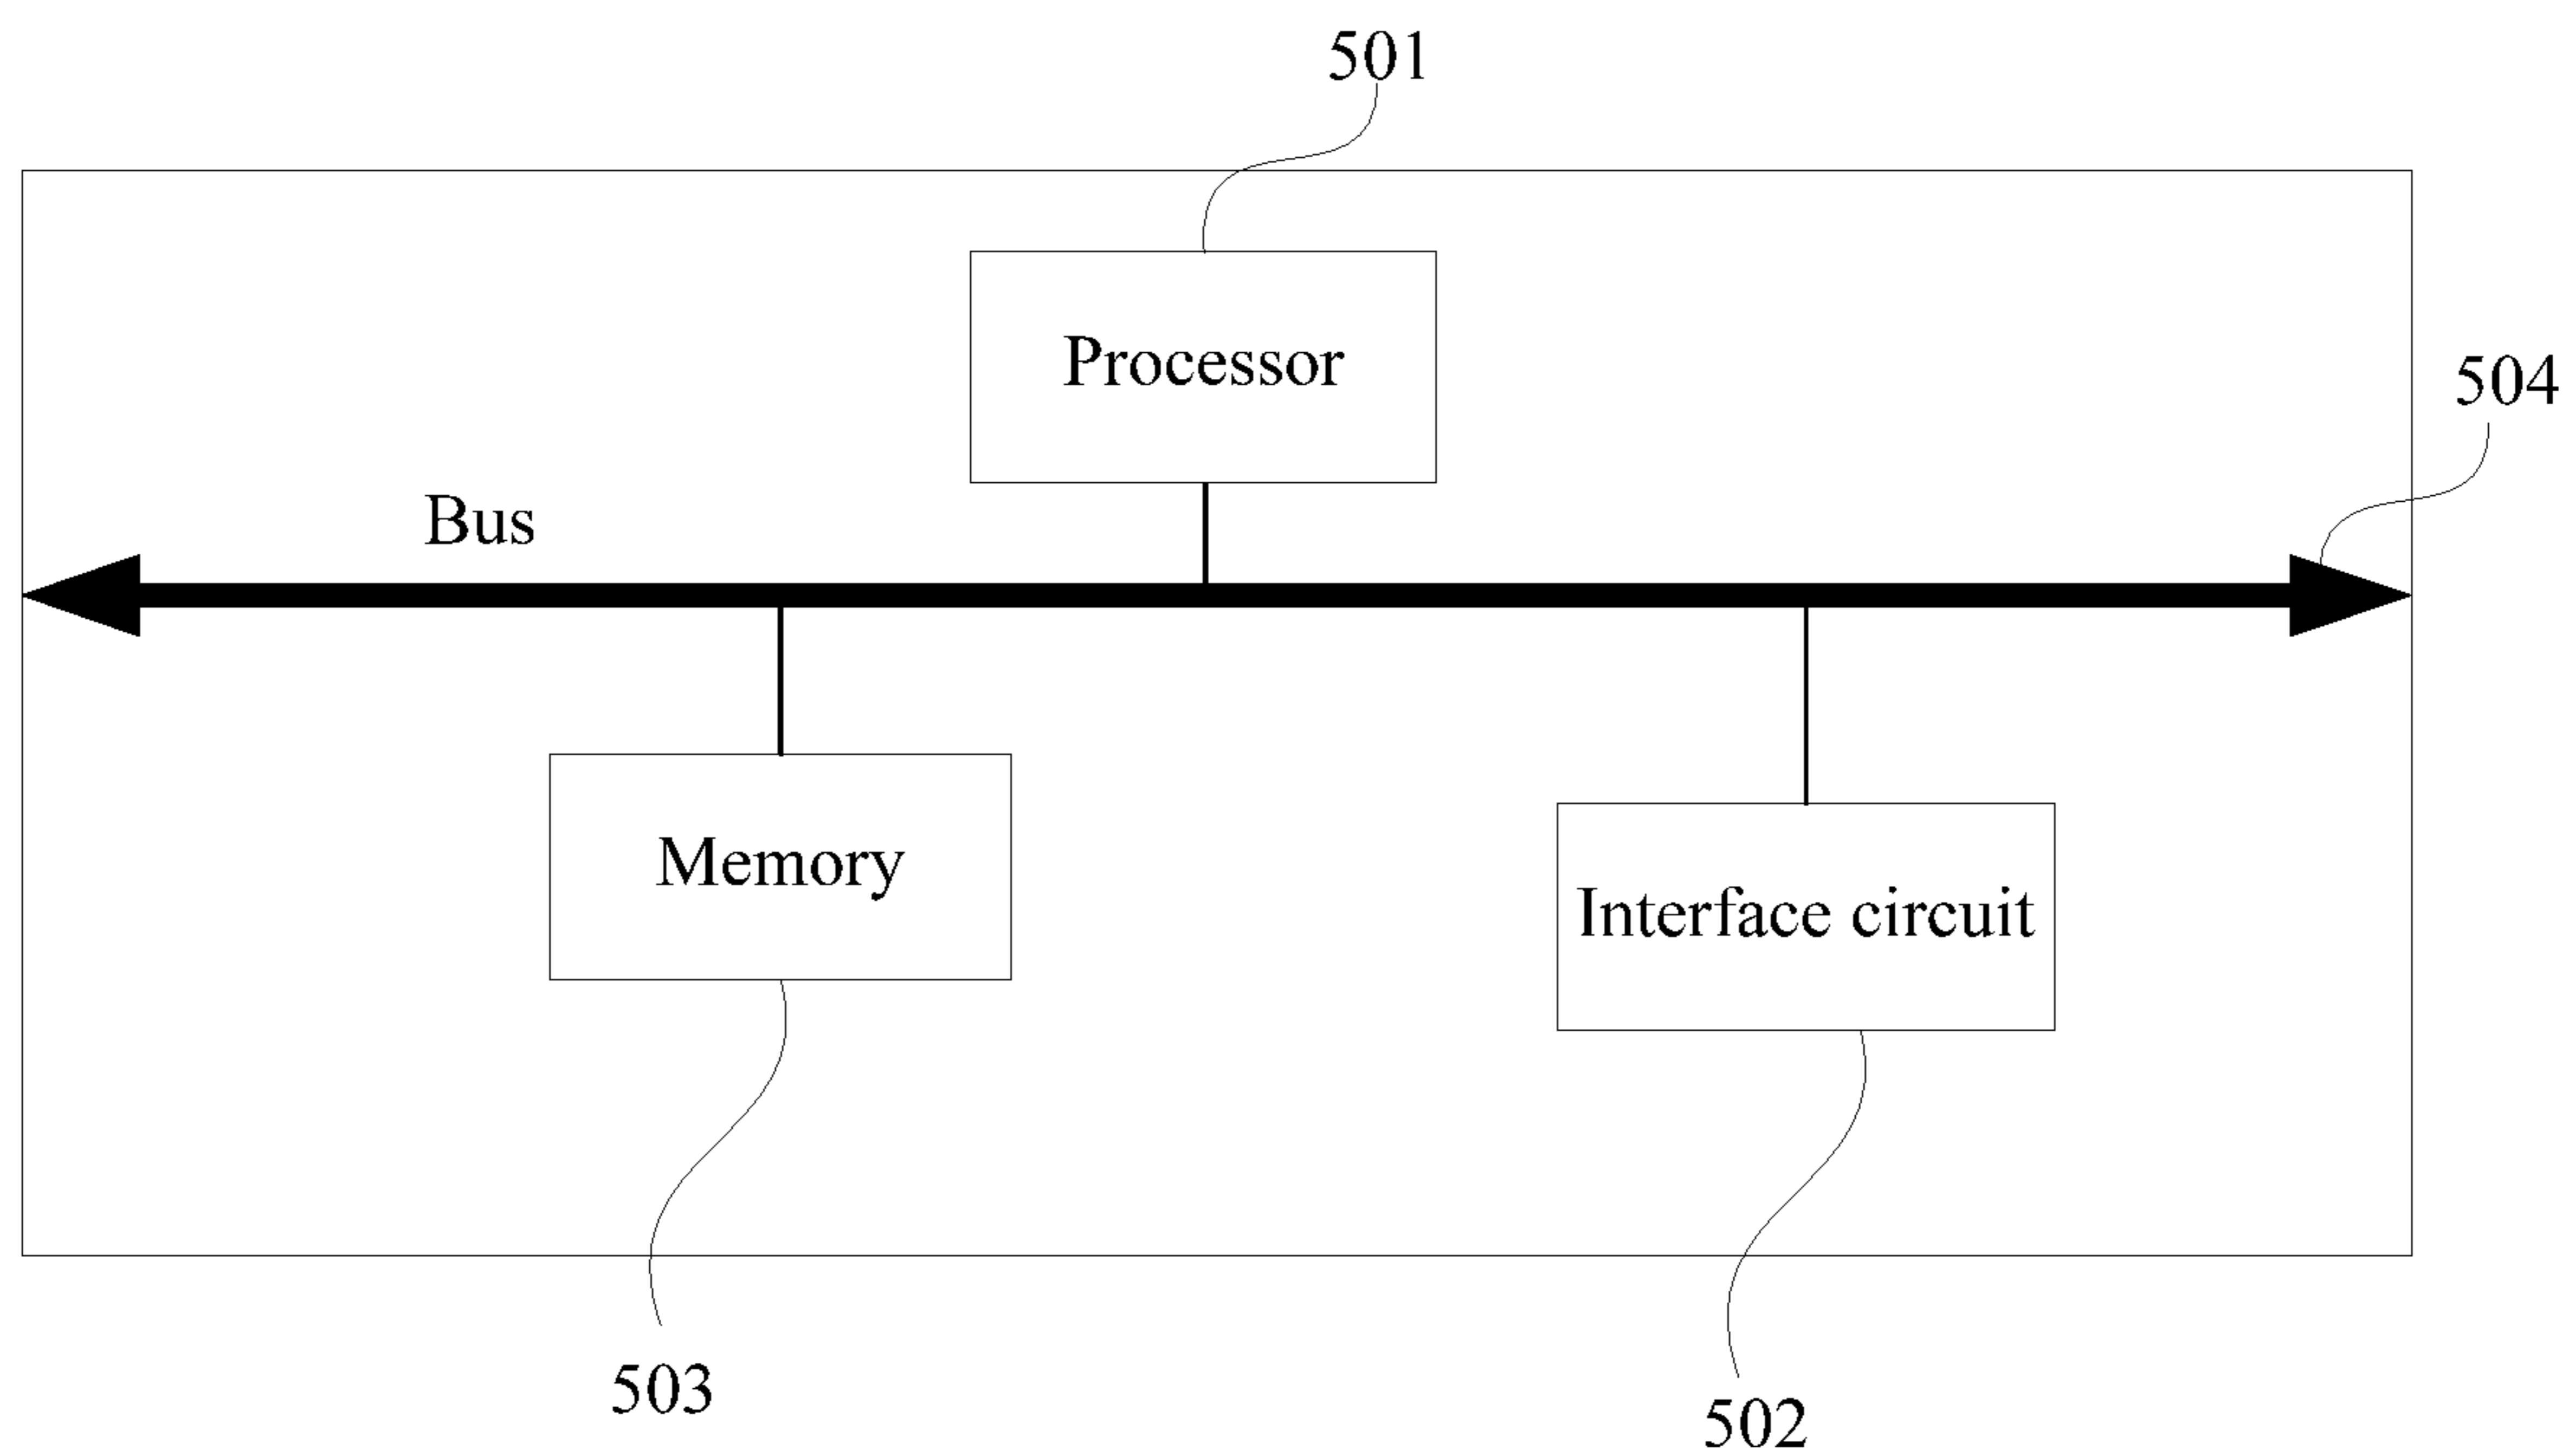 501
Processor
504
Bus
Memory
Interface circuit
503
502